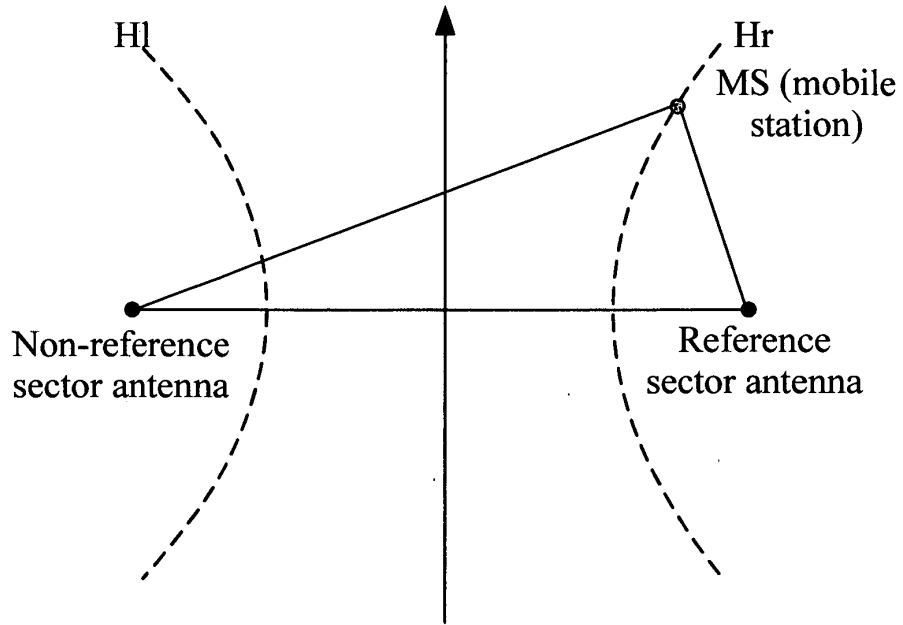 Hl
Hr
MS (mobile
station)
Non-reference
sector antenna
Reference
sector antenna